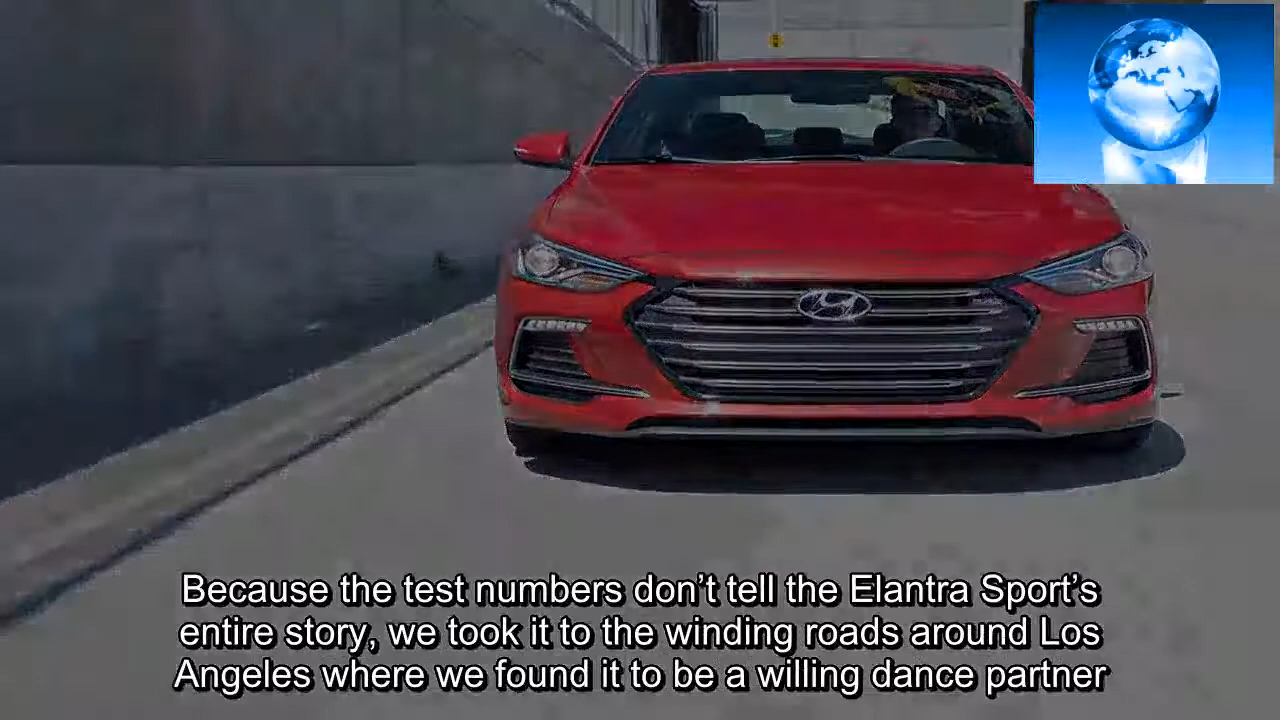 Because the test numbers don’t tell the Elantra Sport’s
entire story, we took it to the winding roads around Los
Angeles where we found it to be a willing dance partner